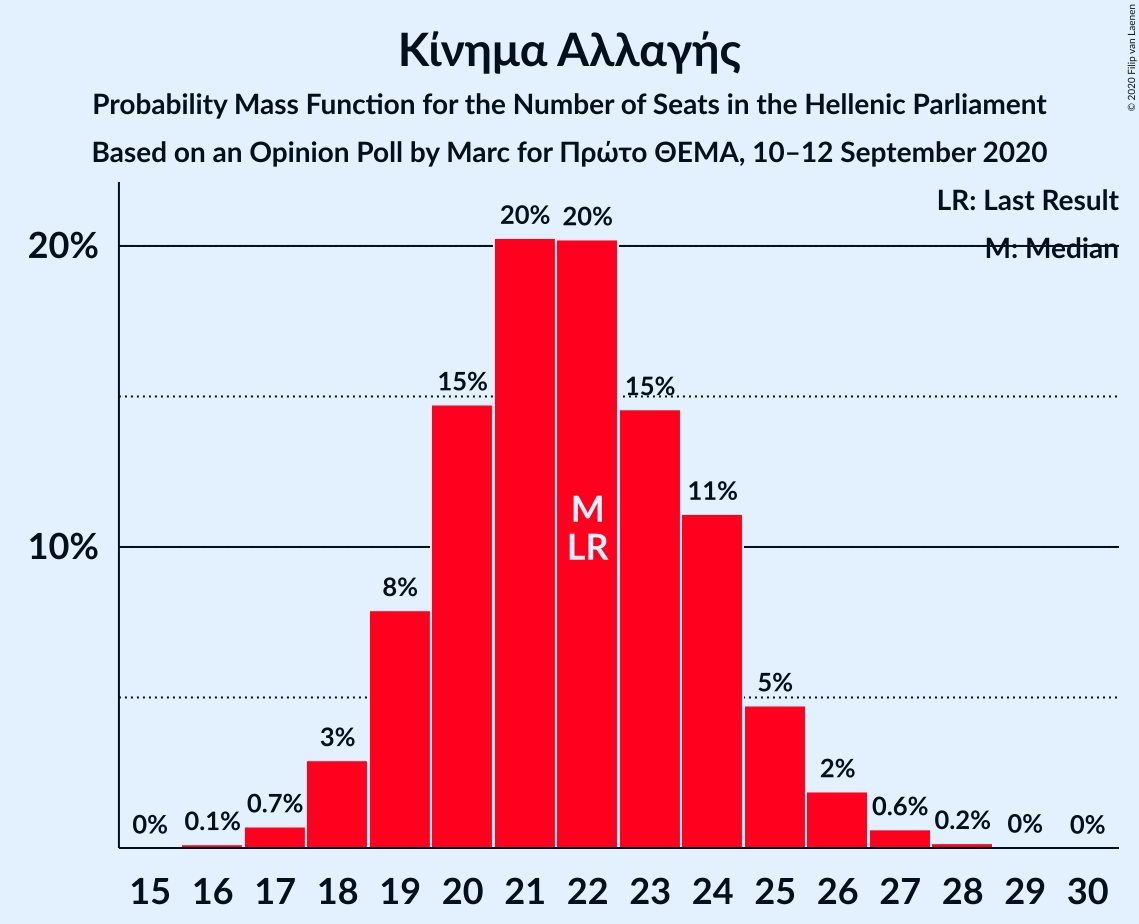 Κίνημα Αλλαγής
Probability Mass Function for the Number of Seats in the Hellenic Parliament
Based on an Opinion Poll by Marc for Πρώτο ΘΕΜΑ, 10–12 September 2020
© 2020 Filip van Laenen
LR: Last Result
M: Median
20%
10%
0%
0.1%
0.7%
3%
8%
15%
20%
20%
15%
11%
5%
2%
0.6%
0.2%
0%
0%
M
LR
15 16 17 18 19 20 21 22 23 24 25 26 27 28 29 30